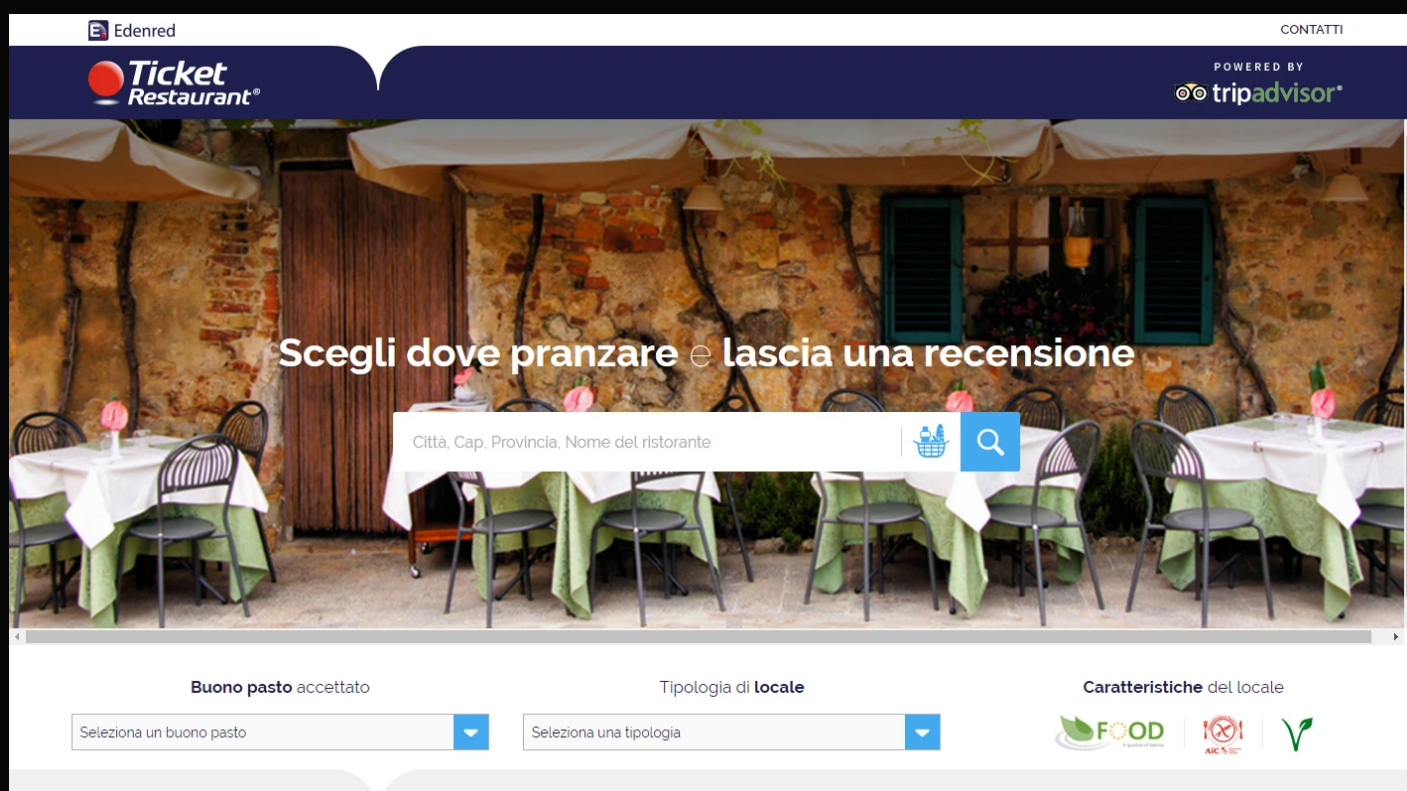 Edenred
CONTATTI
Ticket
Restaurant®
POWERED BY
tripadvisor®
Scegli dove pranzare e lascia una recensione
Città, Cap, Provincia, Nome del ristorante
Buono pasto accettato
Tipologia di locale
Caratteristiche del locale
Seleziona un buono pasto
Seleziona una tipologia
FOOD
AIC